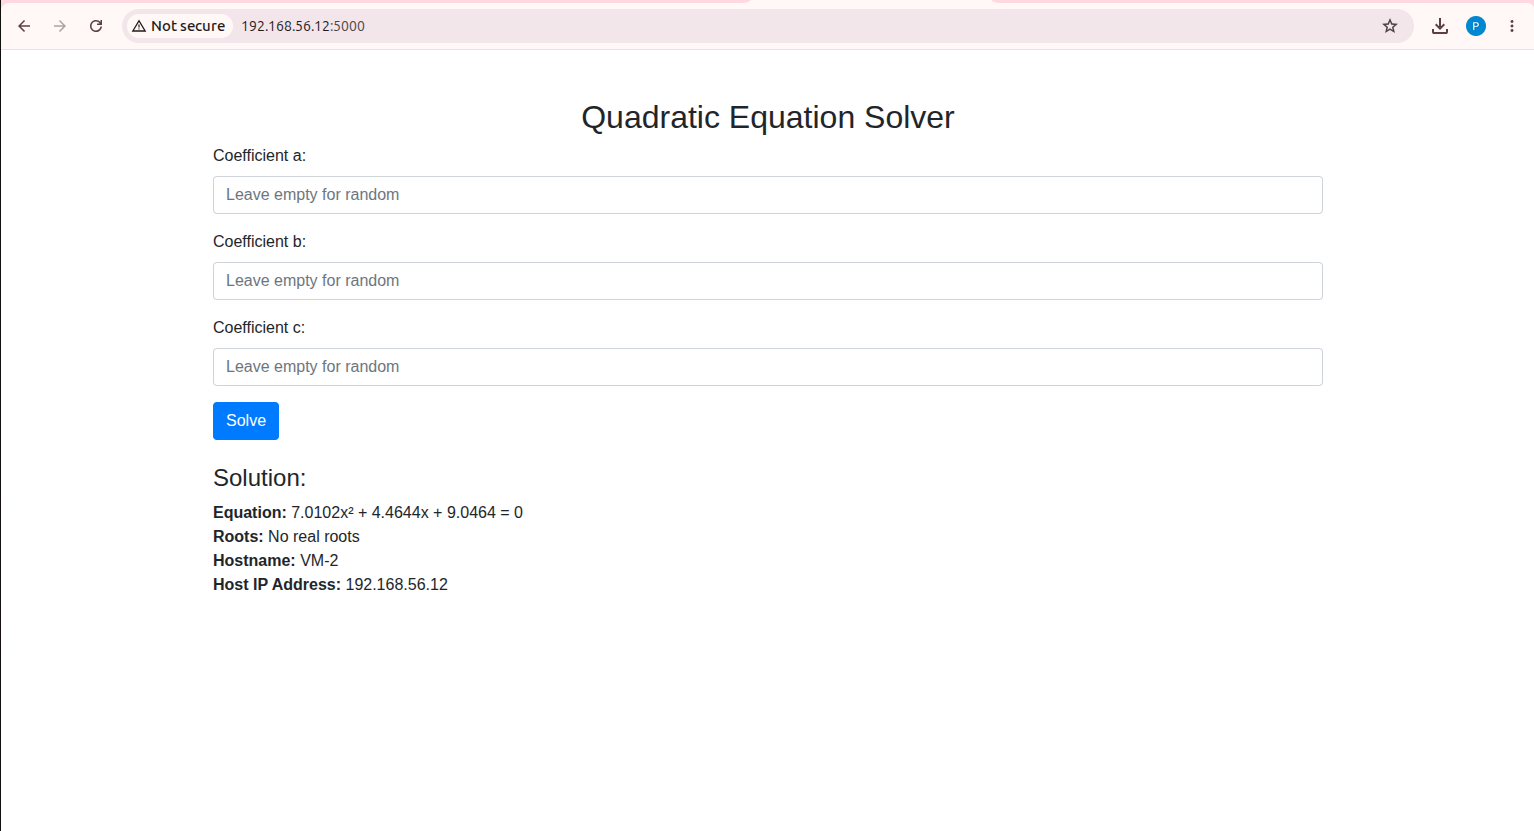 Not secure 192.168.56.12:5000
P
Quadratic Equation Solver
Coefficient a:
Leave empty for random
Coefficient b:
Leave empty for random
Coefficient c:
Leave empty for random
Solve
Solution:
Equation: 7.0102x² + 4.4644x + 9.0464 = 0
Roots: No real roots
Hostname: VM-2
Host IP Address: 192.168.56.12